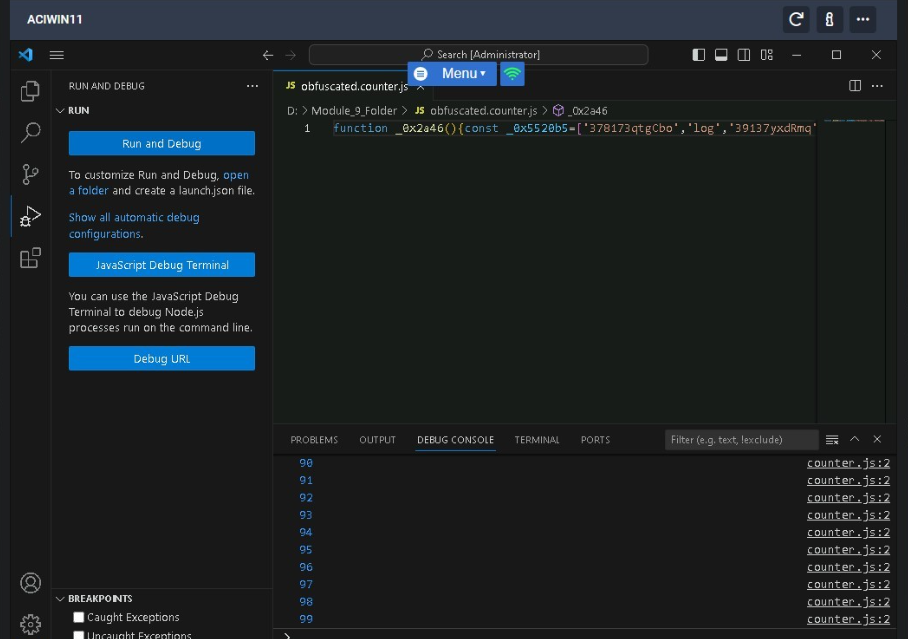 ACIWIN11
Search [Administrator]
Menu
RUN AND DEBUG
JS obfuscated.counter.js
RUN
D: > Module_9_Folder > JS obfuscated.counter.js > _0x2a46
1 function _0x2a46(){const _0x5520b5=['378173qtgCbo','log','39137yxdRmq'
Run and Debug
To customize Run and Debug, open
a folder and create a launch.json file.
Show all automatic debug
configurations.
JavaScript Debug Terminal
You can use the JavaScript Debug
Terminal to debug Node.js
processes run on the command line.
Debug URL
PROBLEMS OUTPUT DEBUG CONSOLE TERMINAL PORTS Filter (e.g. text, !exclude)
90 counter.js:2
91 counter.js:2
92 counter.js:2
93 counter.js:2
94 counter.js:2
95 counter.js:2
96 counter.js:2
97 counter.js:2
98 counter.js:2
99 counter.js:2
BREAKPOINTS
Caught Exceptions
Uncaught Exceptions